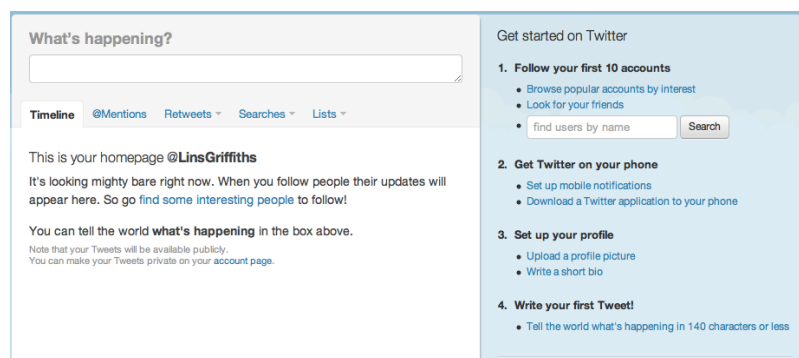 What's happening?
Timeline @Mentions Retweets Searches Lists
This is your homepage @LinsGriffiths
It's looking mighty bare right now. When you follow people their updates will
appear here. So go find some interesting people to follow!
You can tell the world what's happening in the box above.
Note that your Tweets will be available publicly.
You can make your Tweets private on your account page.
Get started on Twitter
1. Follow your first 10 accounts
• Browse popular accounts by interest
• Look for your friends
• find users by name Search
2. Get Twitter on your phone
• Set up mobile notifications
• Download a Twitter application to your phone
3. Set up your profile
• Upload a profile picture
• Write a short bio
4. Write your first Tweet!
• Tell the world what's happening in 140 characters or less